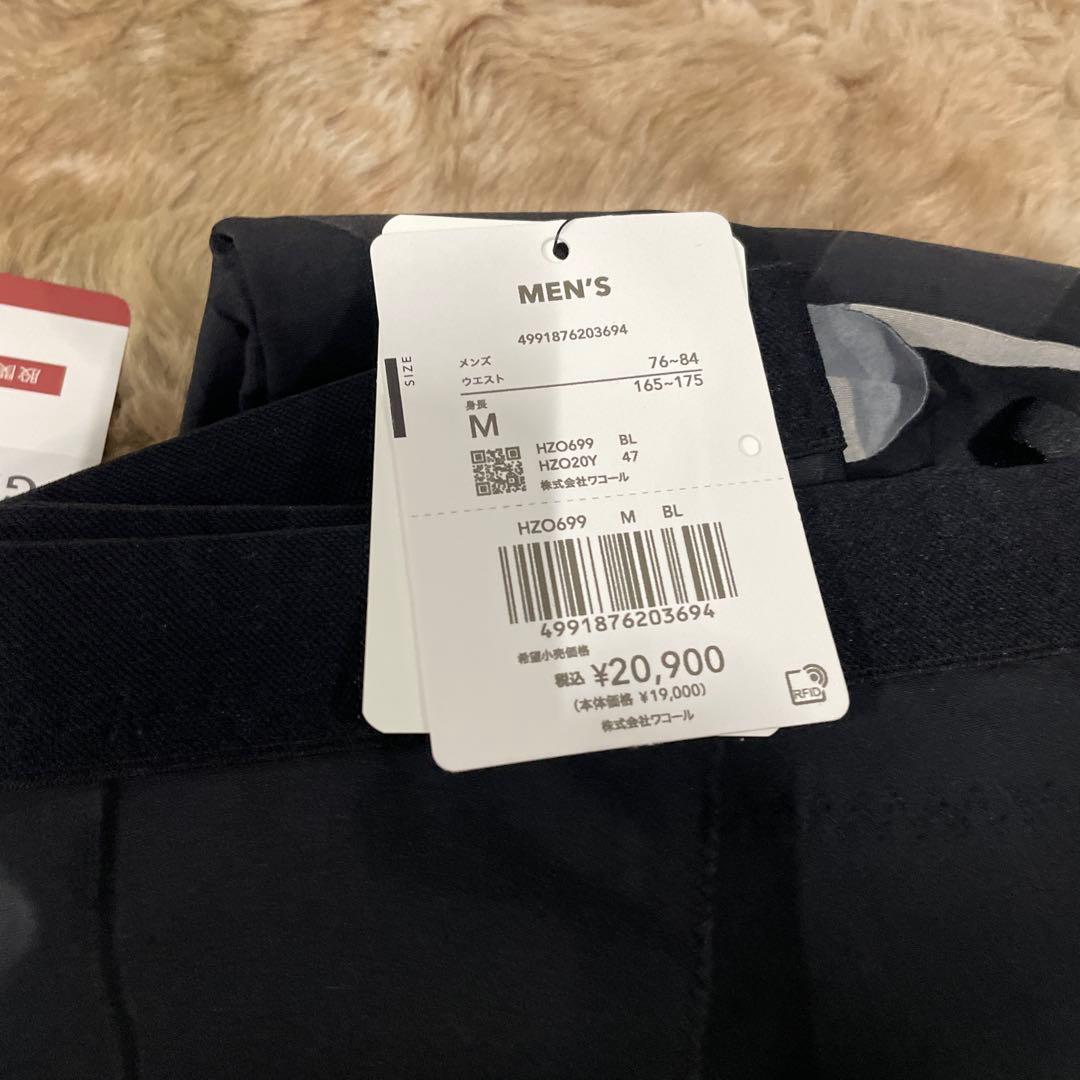 MEN'S
4991876203694
SIZE
メンズ
ウエスト 76~84
身長 165~175
M
HZO699 BL
HZO20Y 47
株式会社ワコール
HZO699 M BL
4991876203694
希望小売価格
税込 ¥20,900
(本体価格 ¥19,000)
株式会社ワコール
RFID
G